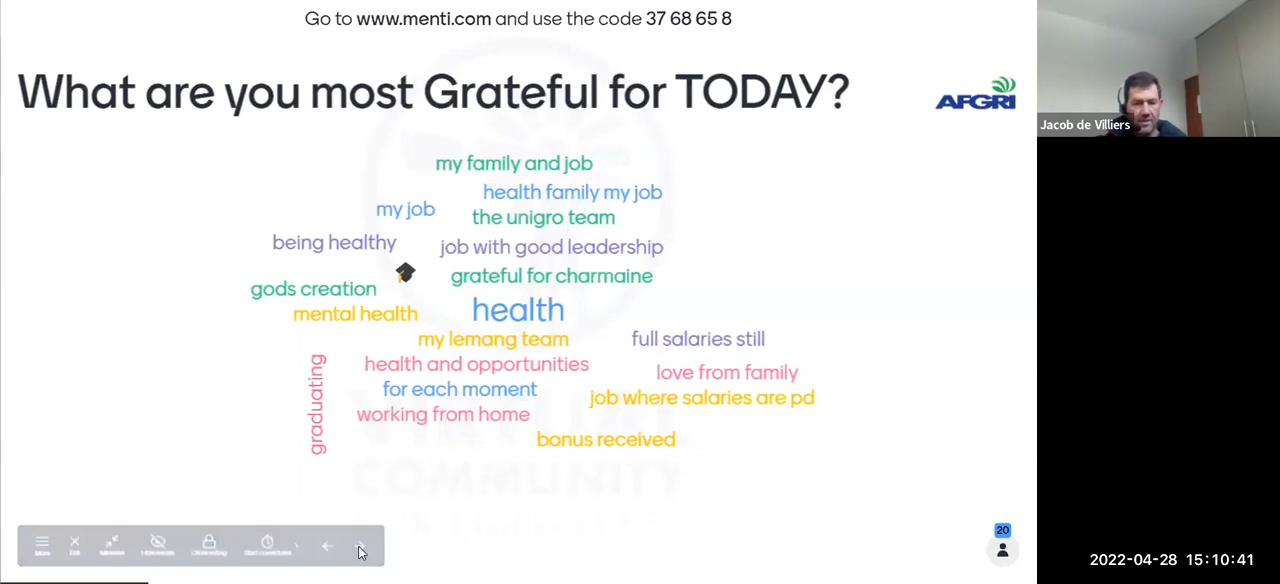 Go to www.menti.com and use the code 37 68 65 8
What are you most Grateful for TODAY?
AFGRI
Jacob de Villiers
my family and job
health family my job
my job
the unigro team
being healthy
job with good leadership
grateful for charmaine
gods creation
health
mental health
my lemang team
full salaries still
health and opportunities
love from family
graduating
for each moment
job where salaries are pd
working from home
bonus received
VIRTUAL
COMMUNITY
More
Exit
20
2022-04-28 15:10:41